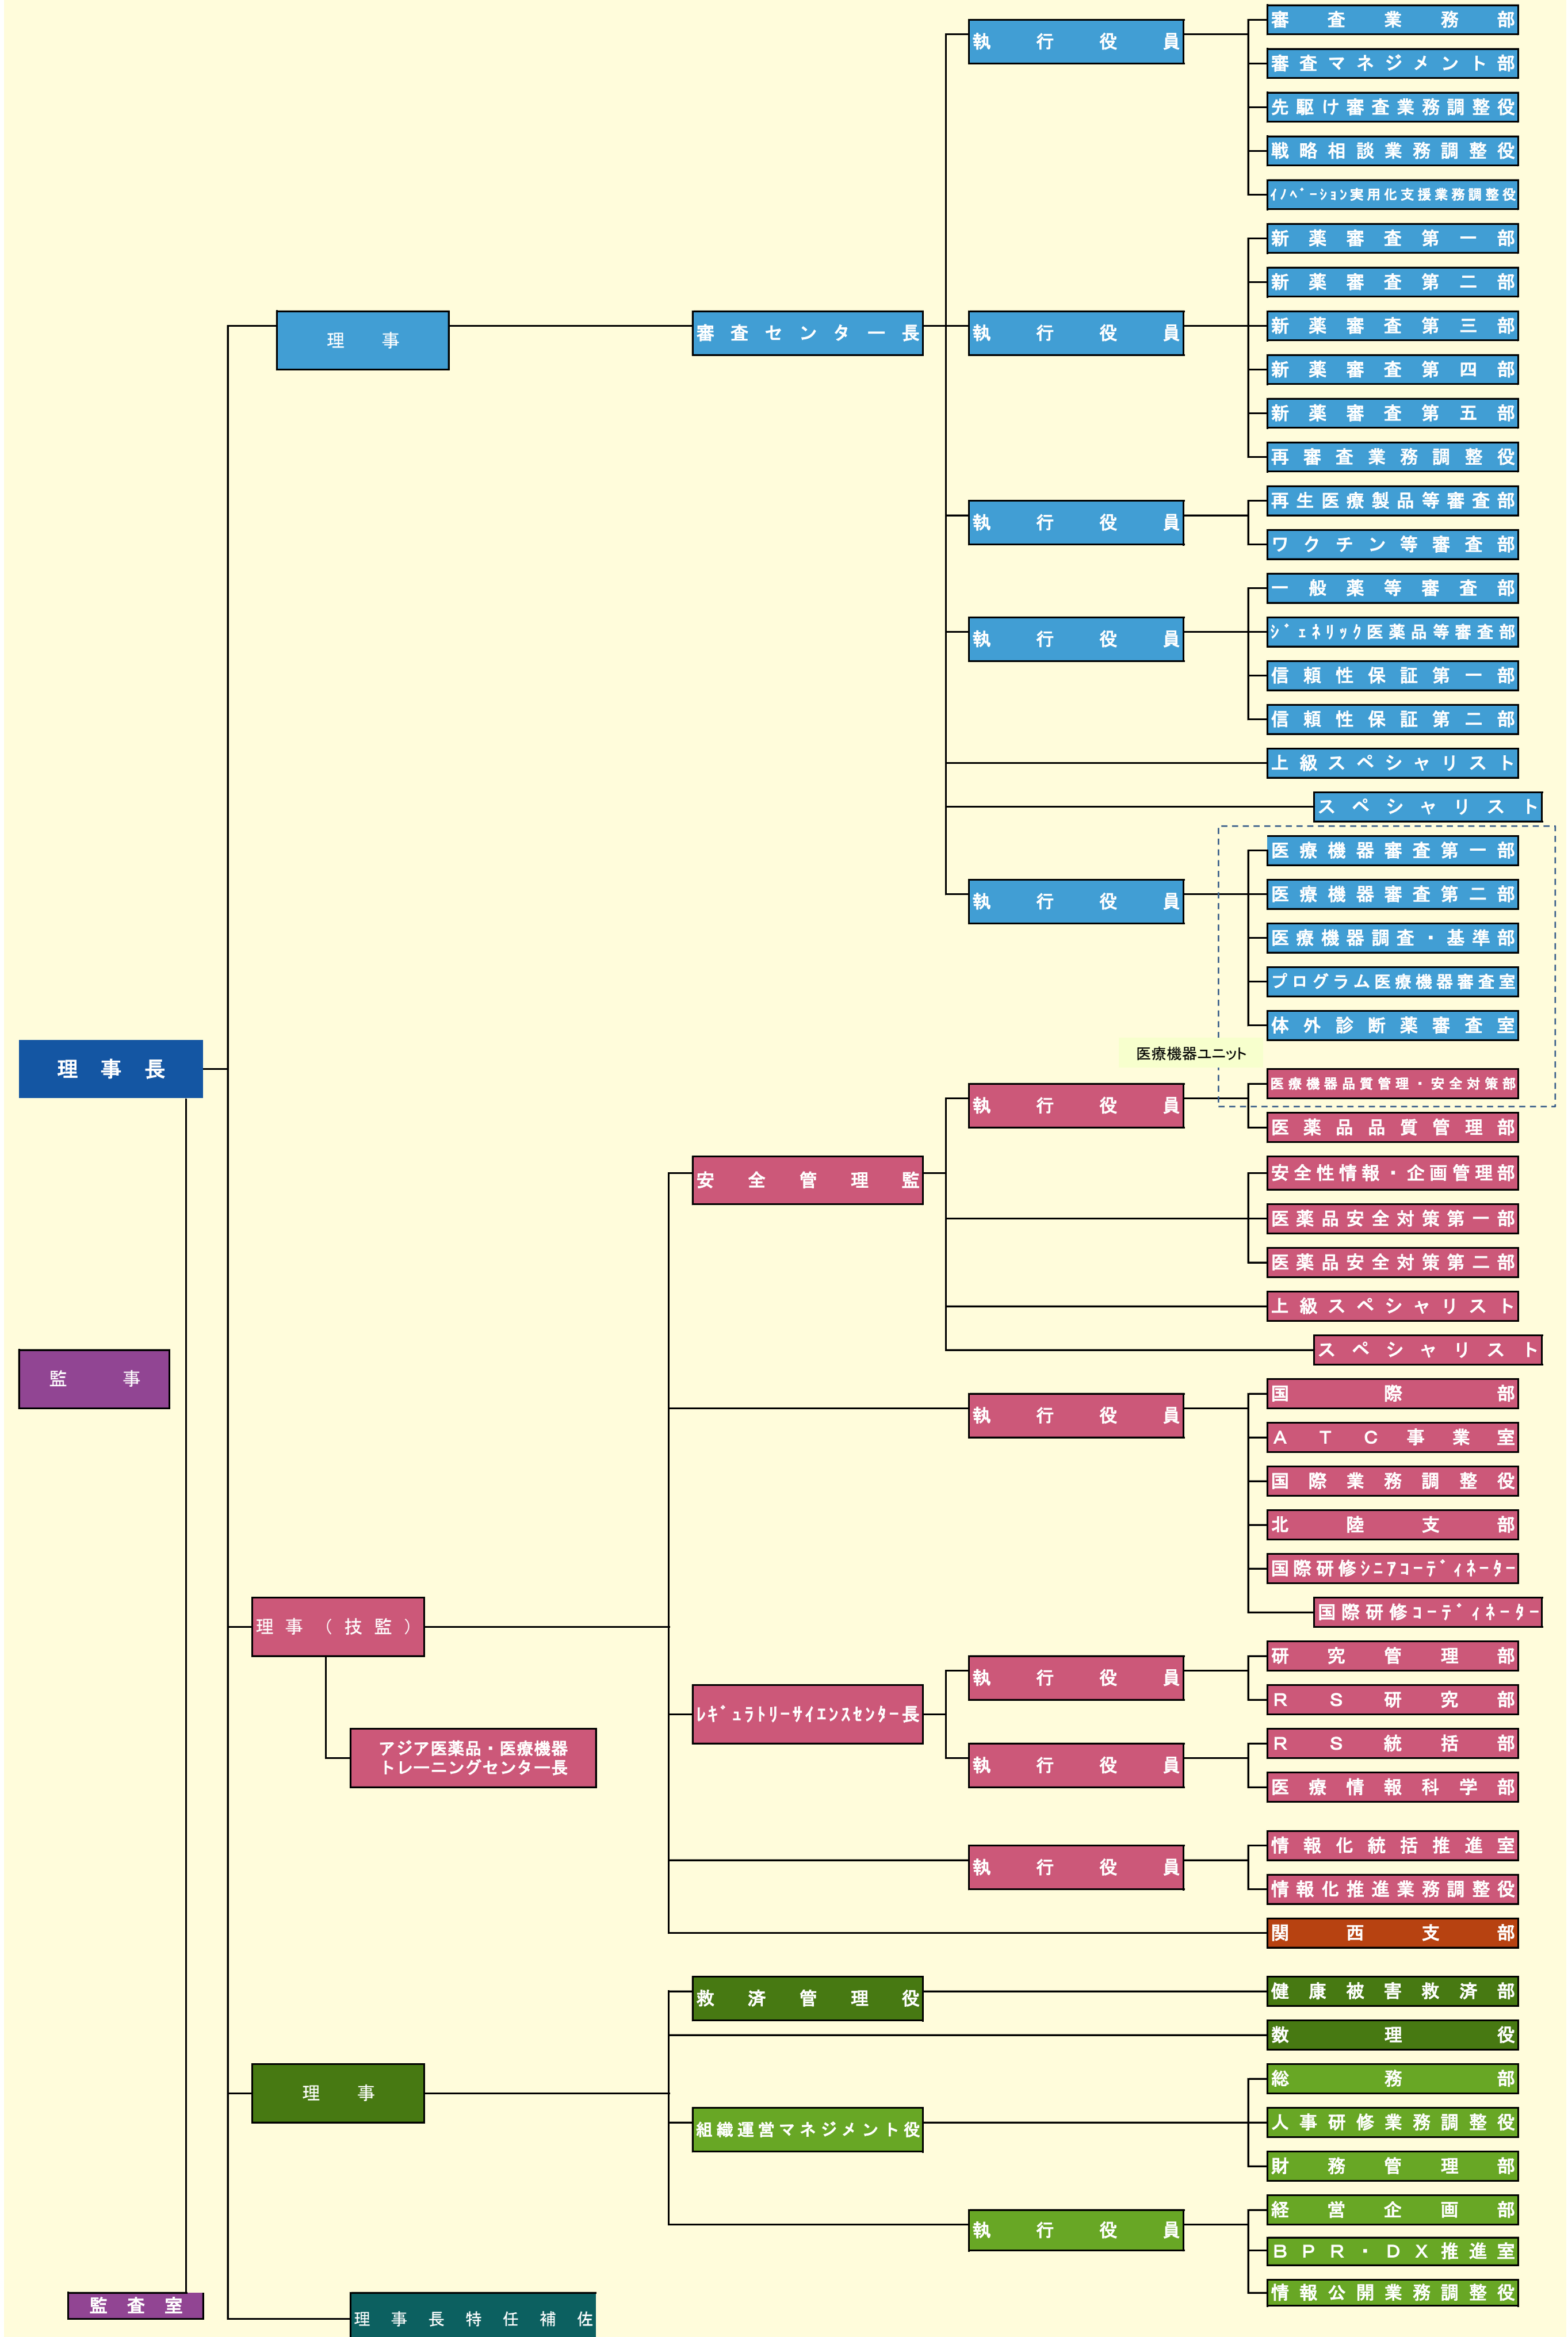 理事長
監事
監査室
理事
審査センター長
執行役員
審査業務部
審査マネジメント部
先駆け審査業務調整役
戦略相談業務調整役
ｲﾉﾍﾞｰｼｮﾝ実用化支援業務調整役
執行役員
新薬審査第一部
新薬審査第二部
新薬審査第三部
新薬審査第四部
新薬審査第五部
再審査業務調整役
執行役員
再生医療製品等審査部
ワクチン等審査部
執行役員
一般薬等審査部
ｼﾞｪﾈﾘｯｸ医薬品等審査部
信頼性保証第一部
信頼性保証第二部
上級スペシャリスト
スペシャリスト
執行役員
医療機器審査第一部
医療機器審査第二部
医療機器調査・基準部
プログラム医療機器審査室
体外診断薬審査室
医療機器ユニット
理事（技監）
アジア医薬品・医療機器
トレーニングセンター長
安全管理監
執行役員
医療機器品質管理・安全対策部
医薬品品質管理部
安全性情報・企画管理部
医薬品安全対策第一部
医薬品安全対策第二部
上級スペシャリスト
スペシャリスト
執行役員
国際部
ＡＴＣ事業室
国際業務調整役
北陸支部
国際研修ｼﾆｱｺｰﾃﾞｨﾈｰﾀｰ
国際研修ｺｰﾃﾞｨﾈｰﾀｰ
ﾚｷﾞｭﾗﾄﾘｰサイエンスｾﾝﾀｰ長
執行役員
研究管理部
ＲＳ研究部
執行役員
ＲＳ統括部
医療情報科学部
執行役員
情報化統括推進室
情報化推進業務調整役
関西支部
理事
救済管理役
健康被害救済部
数理役
組織運営マネジメント役
総務部
人事研修業務調整役
財務管理部
執行役員
経営企画部
ＢＰＲ・ＤＸ推進室
情報公開業務調整役
理事長特任補佐